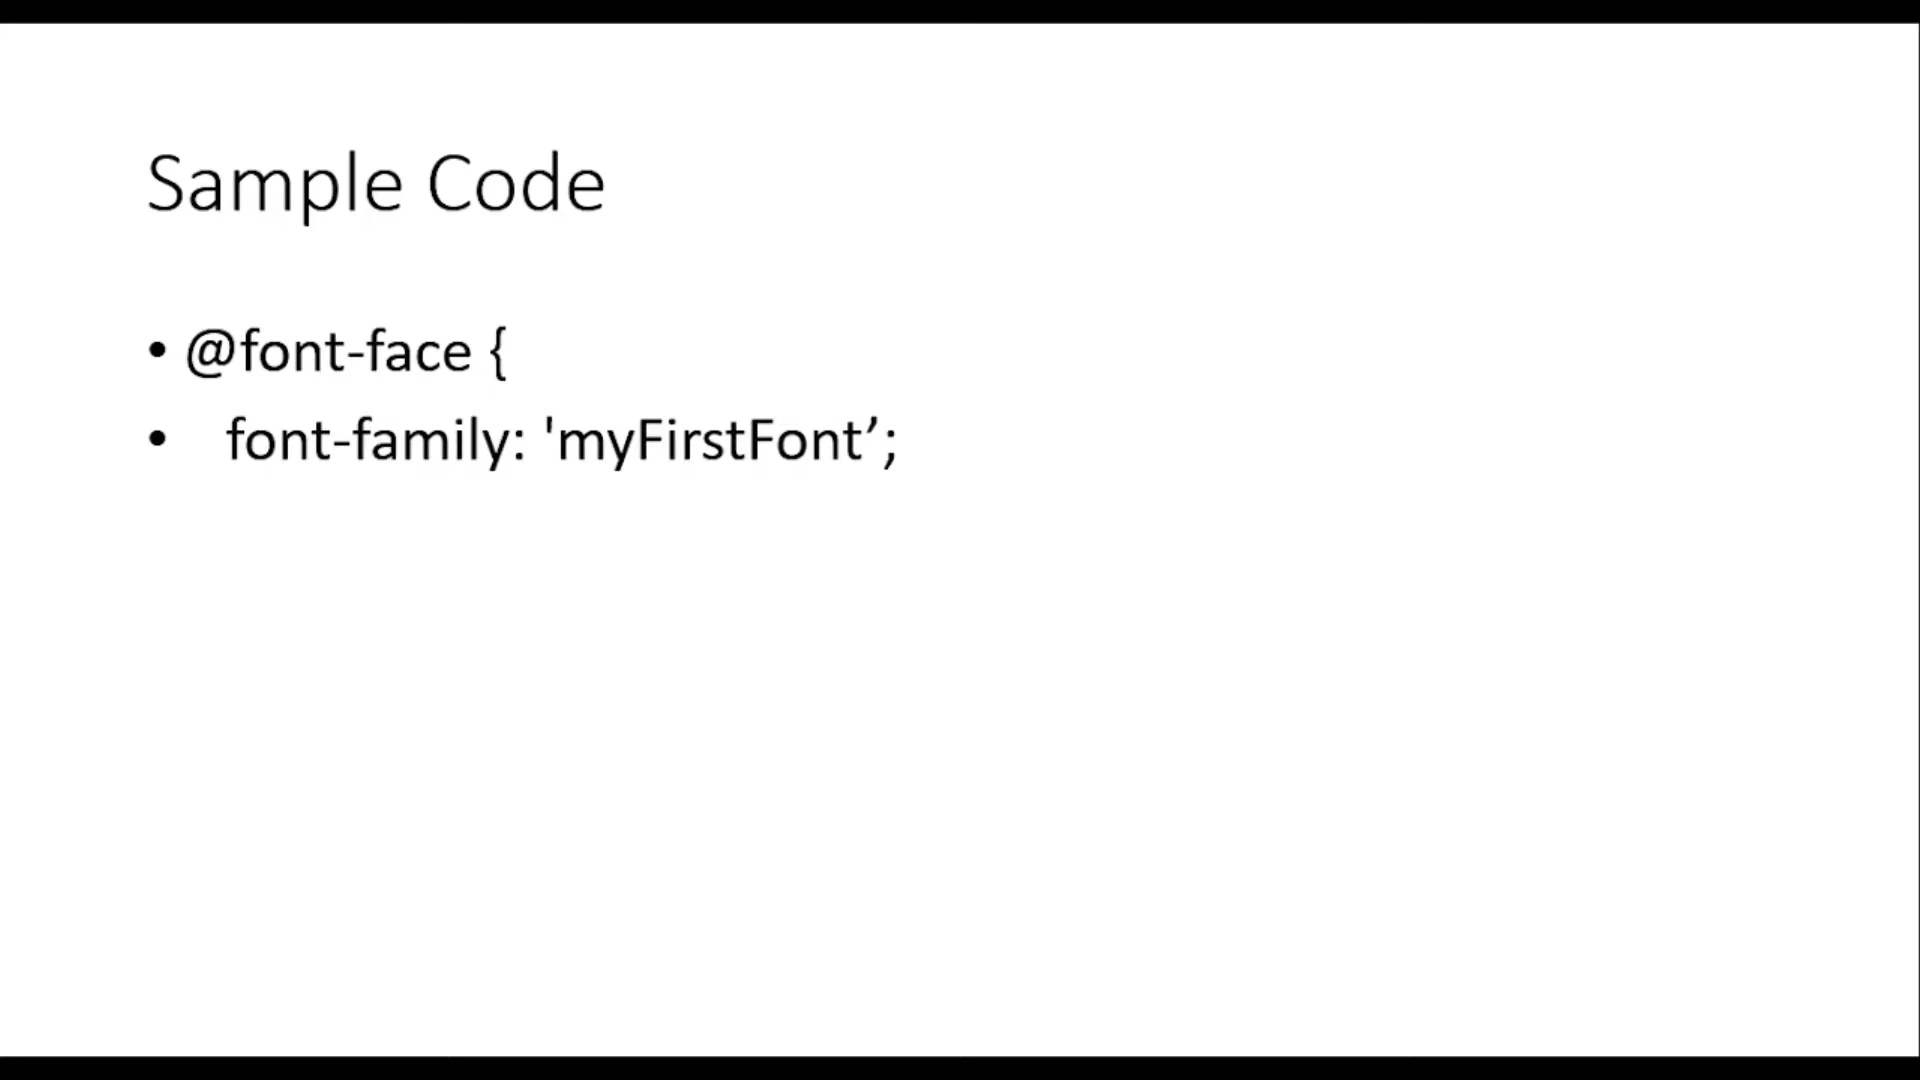 Sample Code
• @font-face {
• font-family: 'myFirstFont’;